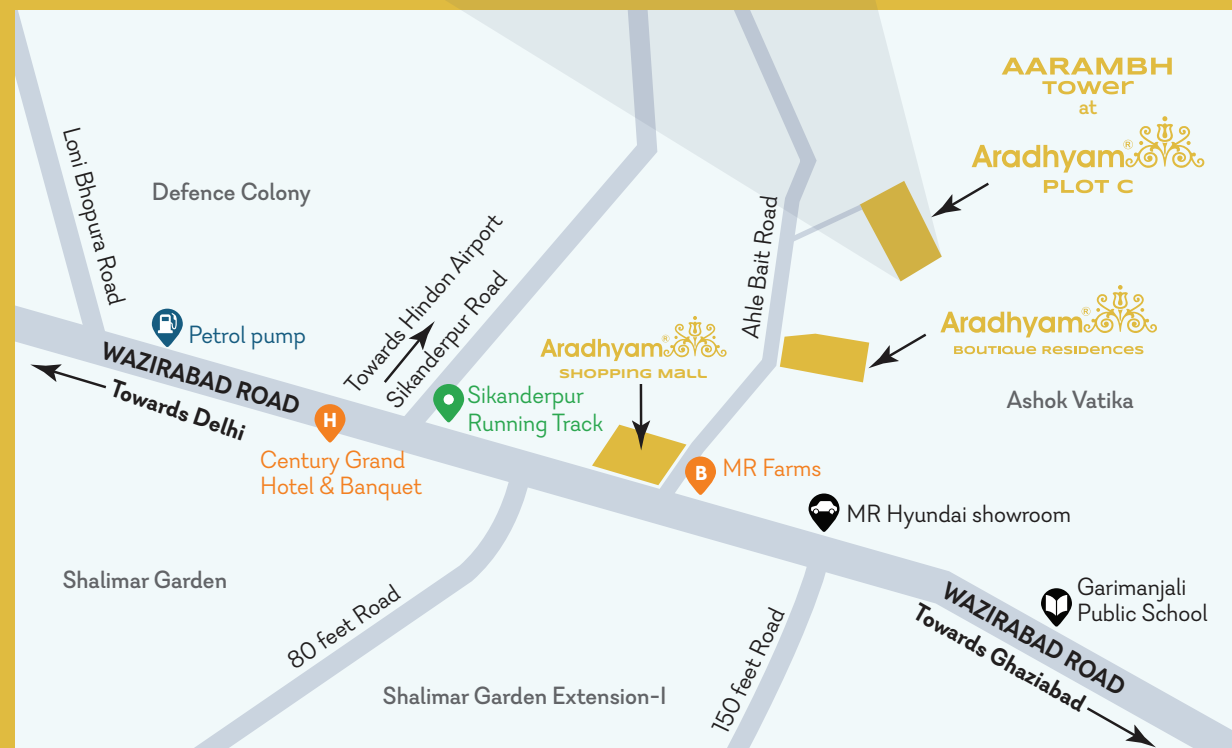 AARAMBH
Tower
at
Aradhyam®
PLOT C
Loni Bhopura Road
Defence Colony
Towards Hindon Airport
Sikanderpur Road
Ahle Bait Road
Petrol pump
WAZIRABAD ROAD
Towards Delhi
Aradhyam®
SHOPPING MALL
Aradhyam®
BOUTIQUE RESIDENCES
Ashok Vatika
Sikanderpur
Running Track
H
Century Grand
Hotel & Banquet
B
MR Farms
MR Hyundai showroom
Shalimar Garden
80 feet Road
Shalimar Garden Extension-I
150 feet Road
WAZIRABAD ROAD
Towards Ghaziabad
Garimanjali
Public School